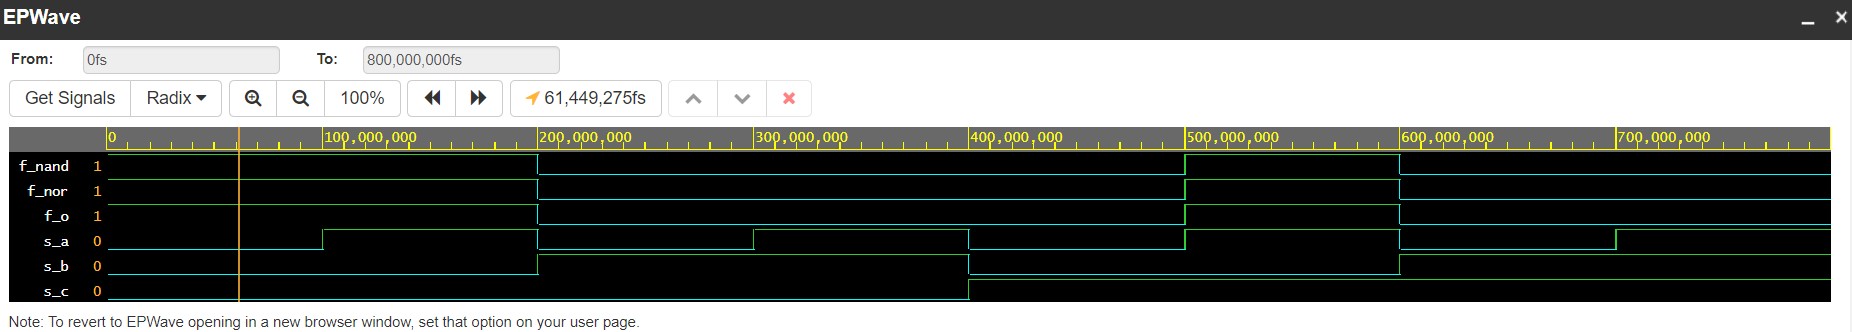 EPWave
From: 0fs To: 800,000,000fs
Get Signals Radix 100% 61,449,275fs
0 100,000,000 200,000,000 300,000,000 400,000,000 500,000,000 600,000,000 700,000,000
f_nand 1
f_nor 1
f_o 1
s_a 0
s_b 0
s_c 0
Note: To revert to EPWave opening in a new browser window, set that option on your user page.